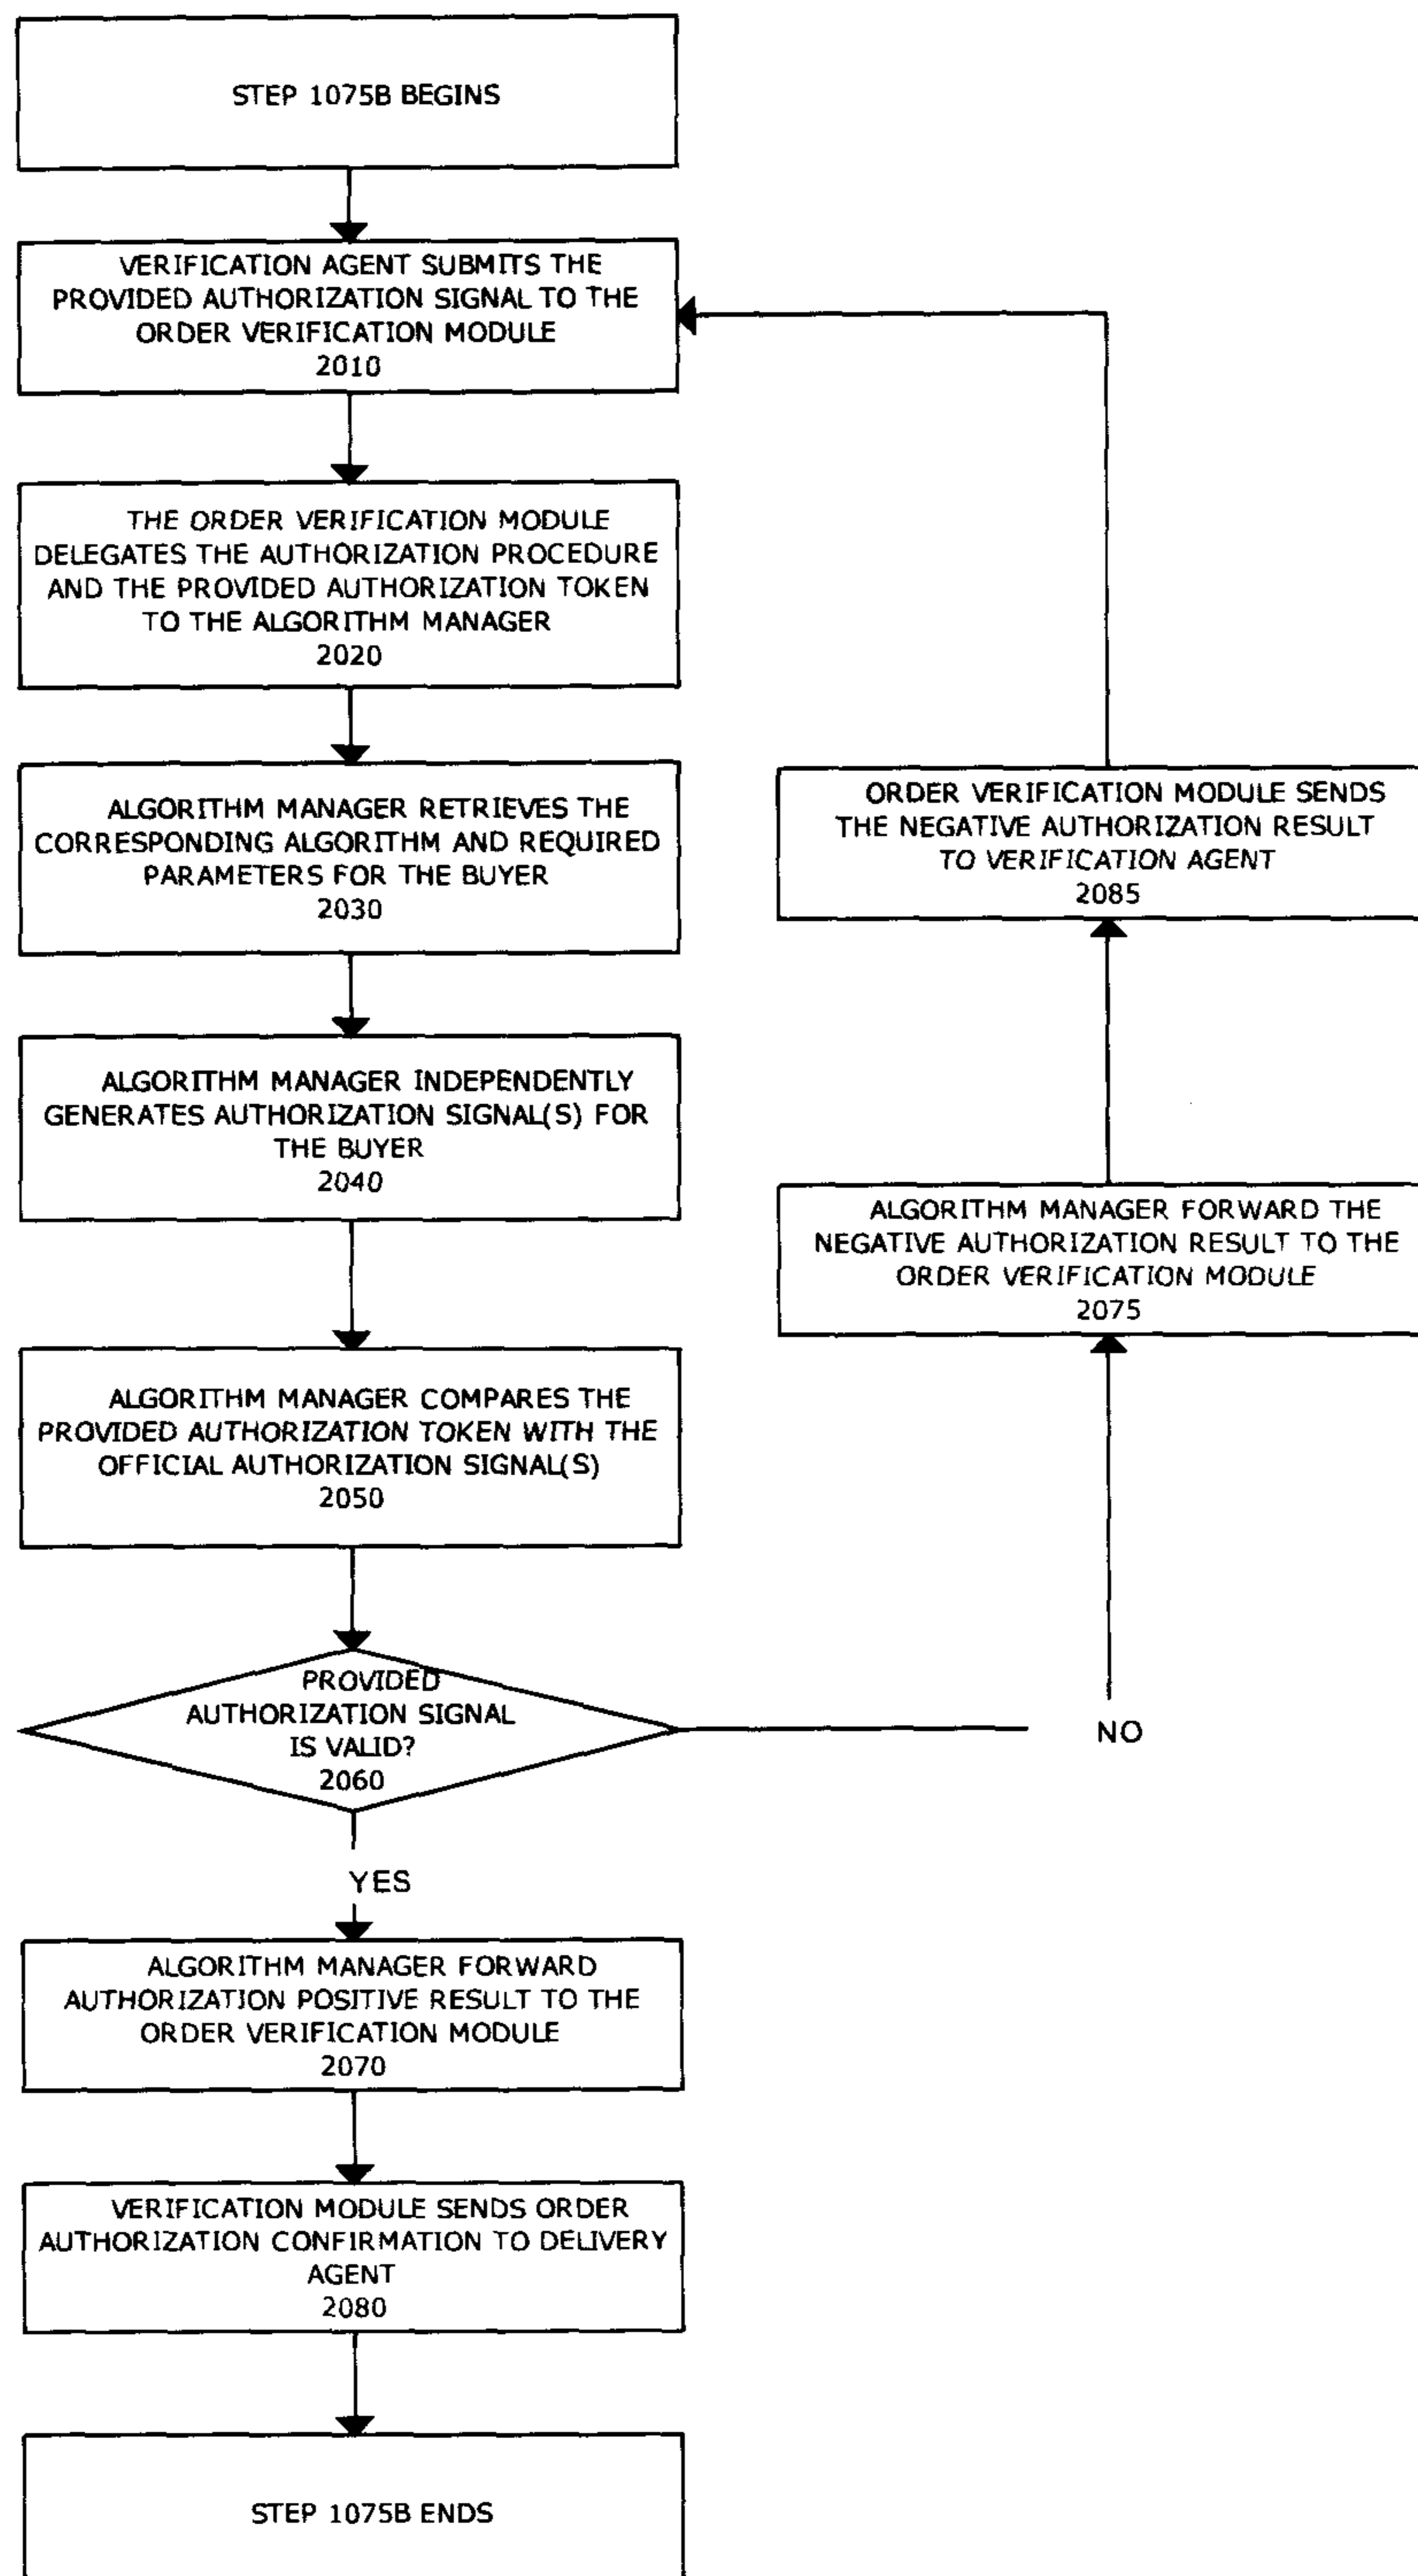 STEP 1075B BEGINS
VERIFICATION AGENT SUBMITS THE
PROVIDED AUTHORIZATION SIGNAL TO THE
ORDER VERIFICATION MODULE
2010
THE ORDER VERIFICATION MODULE
DELEGATES THE AUTHORIZATION PROCEDURE
AND THE PROVIDED AUTHORIZATION TOKEN
TO THE ALGORITHM MANAGER
2020
ALGORITHM MANAGER RETRIEVES THE
CORRESPONDING ALGORITHM AND REQUIRED
PARAMETERS FOR THE BUYER
2030
ALGORITHM MANAGER INDEPENDENTLY
GENERATES AUTHORIZATION SIGNAL(S) FOR
THE BUYER
2040
ALGORITHM MANAGER COMPARES THE
PROVIDED AUTHORIZATION TOKEN WITH THE
OFFICIAL AUTHORIZATION SIGNAL(S)
2050
PROVIDED
AUTHORIZATION SIGNAL
IS VALID?
2060
NO
ALGORITHM MANAGER FORWARD THE
NEGATIVE AUTHORIZATION RESULT TO THE
ORDER VERIFICATION MODULE
2075
ORDER VERIFICATION MODULE SENDS
THE NEGATIVE AUTHORIZATION RESULT
TO VERIFICATION AGENT
2085
YES
ALGORITHM MANAGER FORWARD
AUTHORIZATION POSITIVE RESULT TO THE
ORDER VERIFICATION MODULE
2070
VERIFICATION MODULE SENDS ORDER
AUTHORIZATION CONFIRMATION TO DELIVERY
AGENT
2080
STEP 1075B ENDS